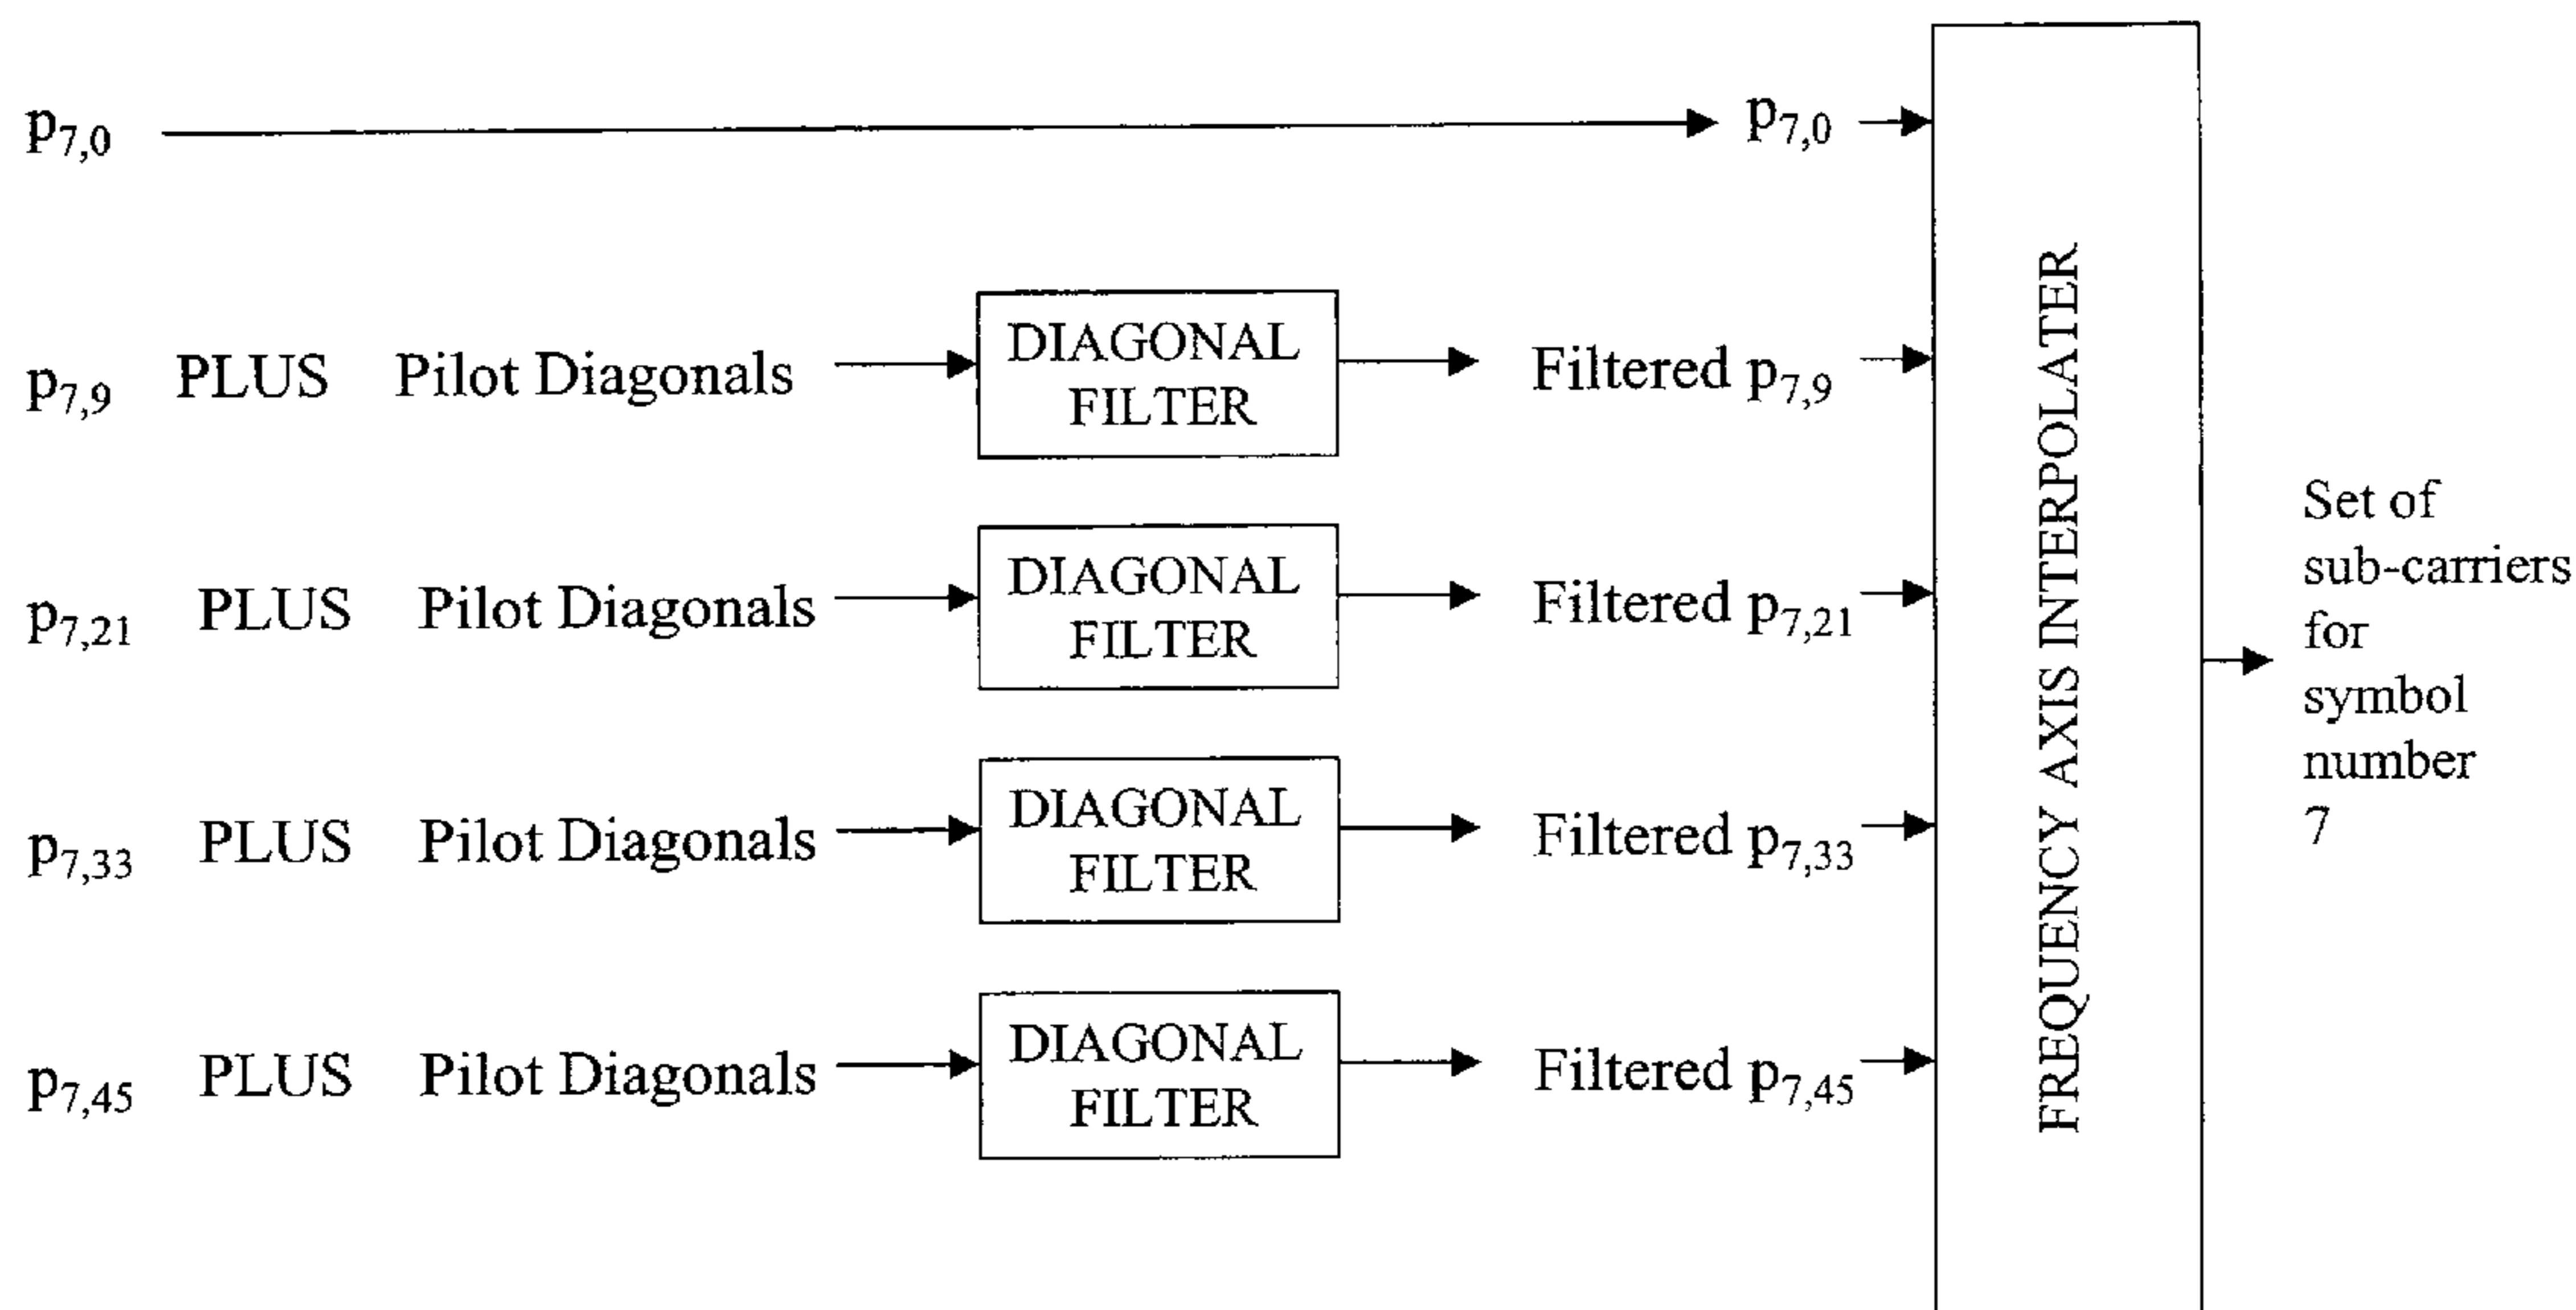 p7,0 p7,0
p7,9 PLUS Pilot Diagonals DIAGONAL FILTER Filtered p7,9
p7,21 PLUS Pilot Diagonals DIAGONAL FILTER Filtered p7,21
p7,33 PLUS Pilot Diagonals DIAGONAL FILTER Filtered p7,33
p7,45 PLUS Pilot Diagonals DIAGONAL FILTER Filtered p7,45
FREQUENCY AXIS INTERPOLATER
Set of
sub-carriers
for
symbol
number
7